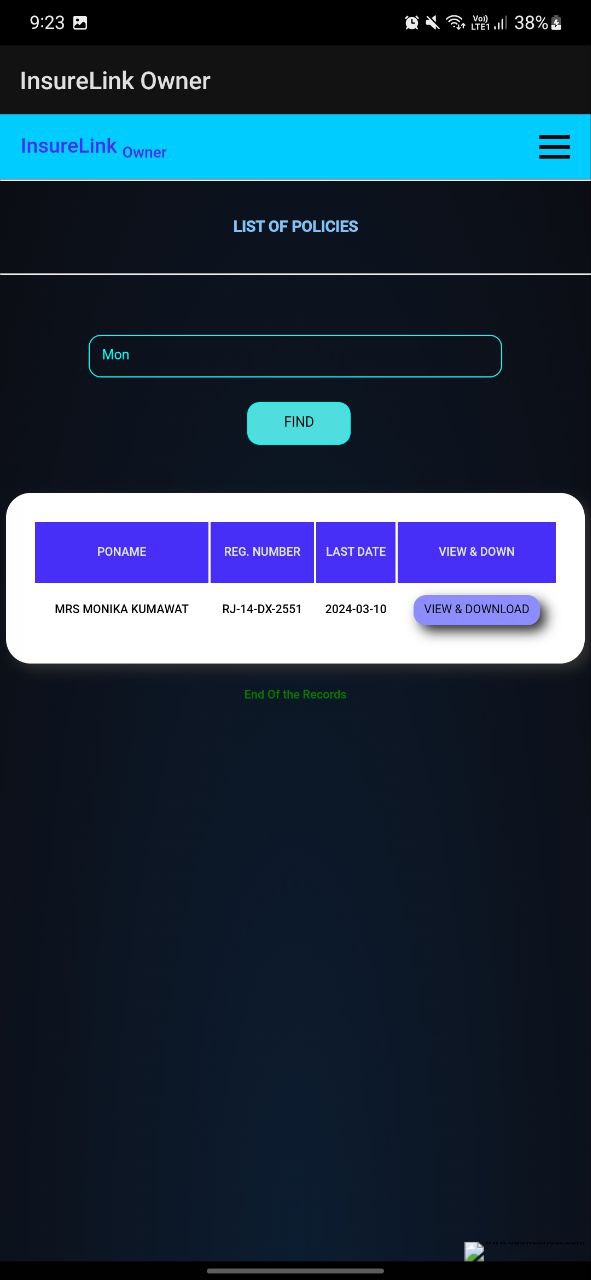 9:23 Vo)) LTE1 38%
InsureLink Owner
InsureLink Owner
LIST OF POLICIES
Mon
FIND
PONAME REG. NUMBER LAST DATE VIEW & DOWN
MRS MONIKA KUMAWAT RJ-14-DX-2551 2024-03-10 VIEW & DOWNLOAD
End Of the Records